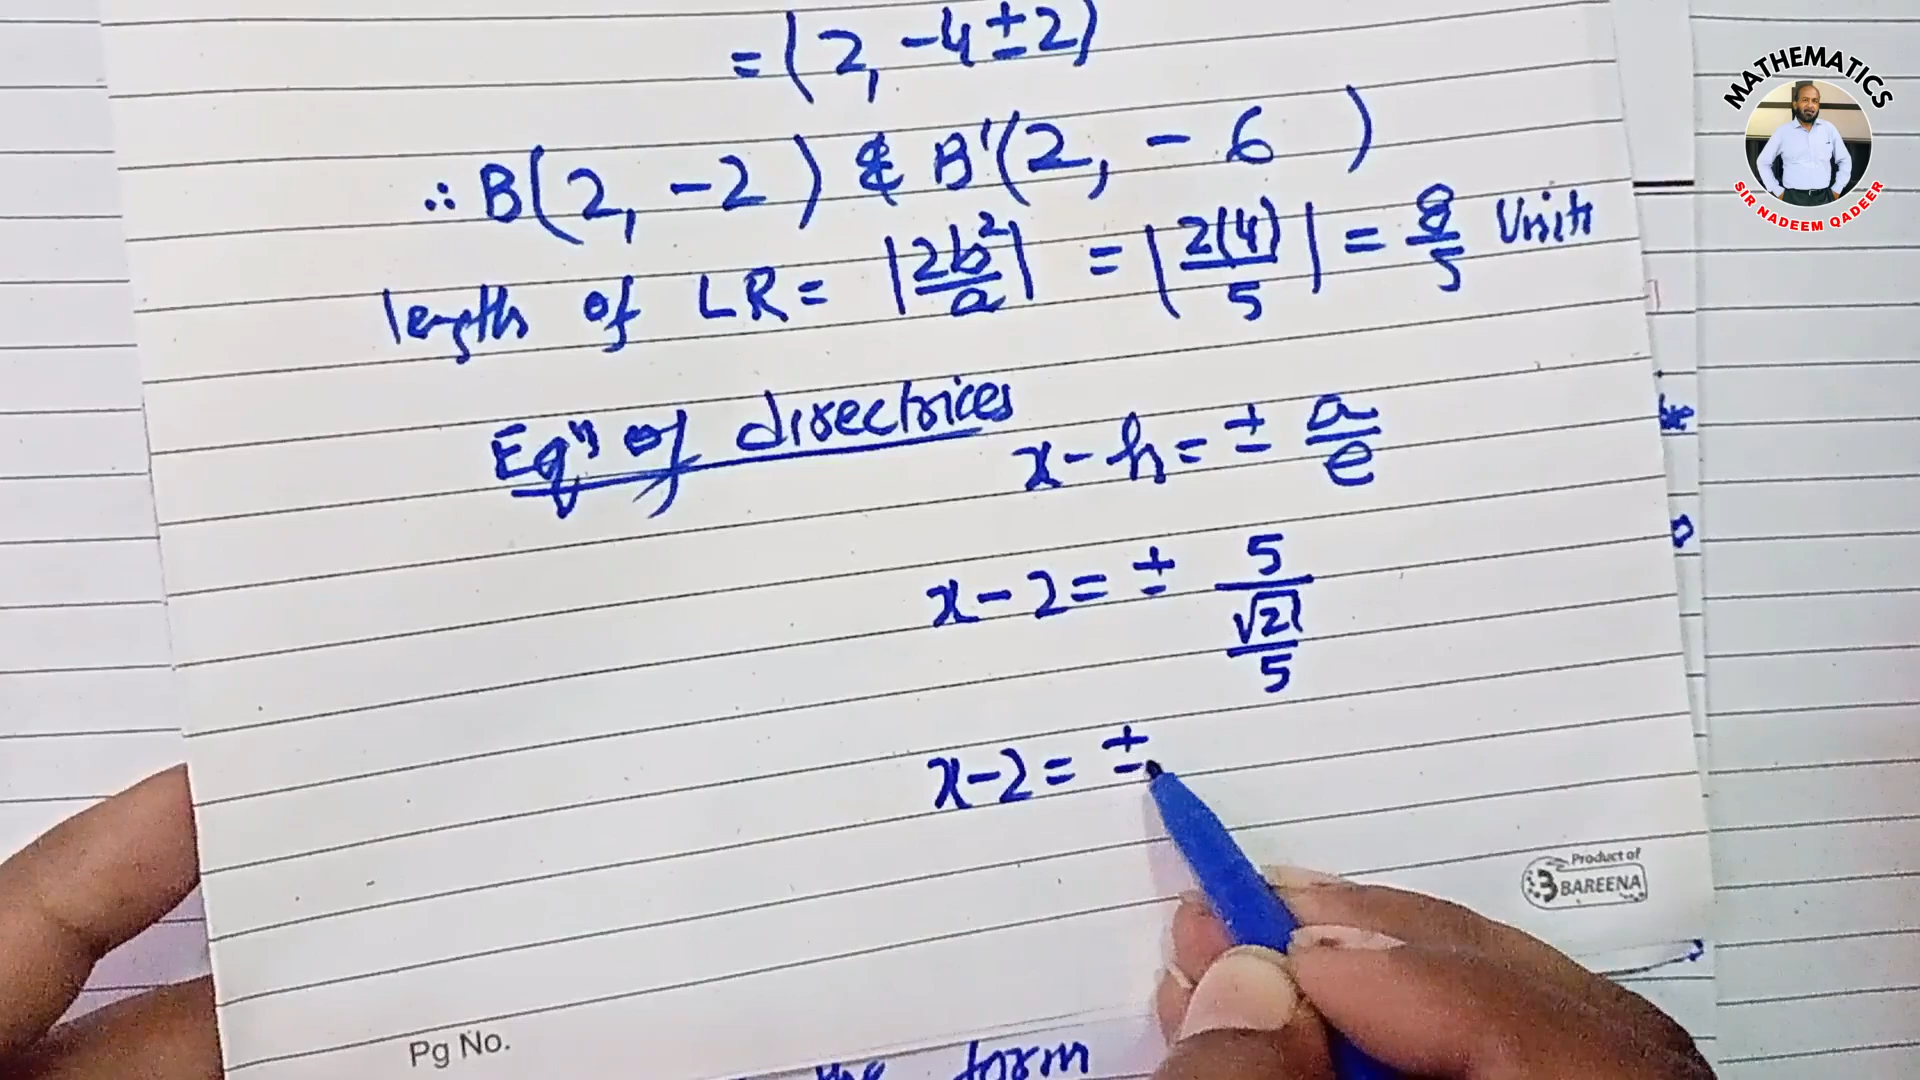 = (2, -4 ± 2)
∴ B(2, -2) & B'(2, - 6 )
length of LR = |2b²/a| = |2(4)/5| = 8/5 Units
Eqⁿ of directrices x - h = ± a/e
x - 2 = ± 5/(√21/5)
x - 2 = ±
Product of
BAREENA
Pg No.
form
MATHEMATICS
SIR NADEEM QADEER